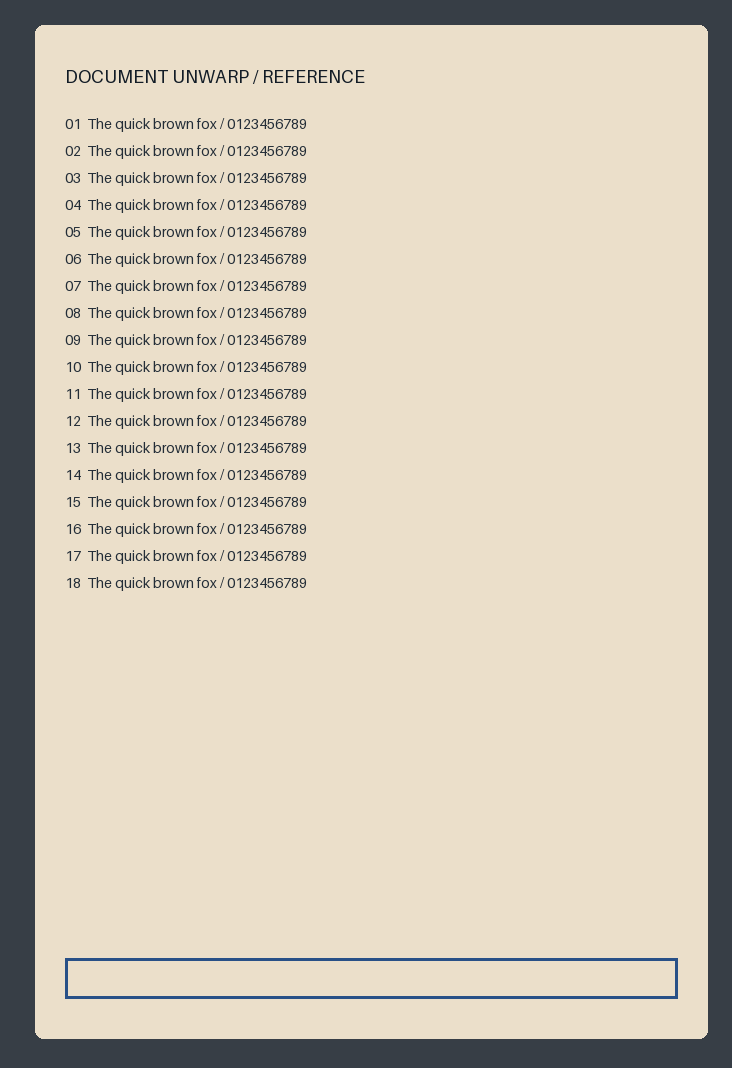 DOCUMENT UNWARP / REFERENCE
01 The quick brown fox / 0123456789
02 The quick brown fox / 0123456789
03 The quick brown fox / 0123456789
04 The quick brown fox / 0123456789
05 The quick brown fox / 0123456789
06 The quick brown fox / 0123456789
07 The quick brown fox / 0123456789
08 The quick brown fox / 0123456789
09 The quick brown fox / 0123456789
10 The quick brown fox / 0123456789
11 The quick brown fox / 0123456789
12 The quick brown fox / 0123456789
13 The quick brown fox / 0123456789
14 The quick brown fox / 0123456789
15 The quick brown fox / 0123456789
16 The quick brown fox / 0123456789
17 The quick brown fox / 0123456789
18 The quick brown fox / 0123456789